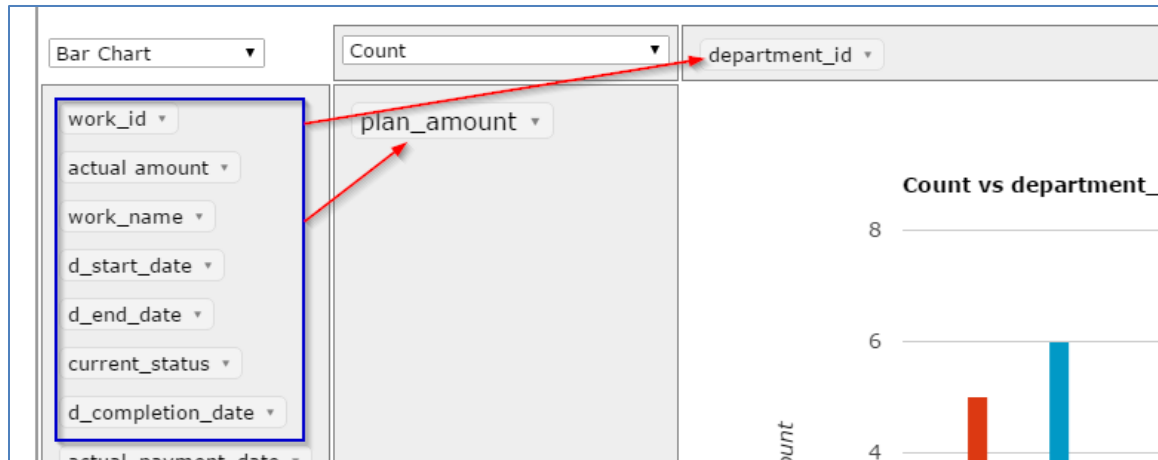 Bar Chart
Count
department_id
work_id
actual amount
work_name
d_start_date
d_end_date
current_status
d_completion_date
actual_payment_date
plan_amount
Count vs department_
8
6
4